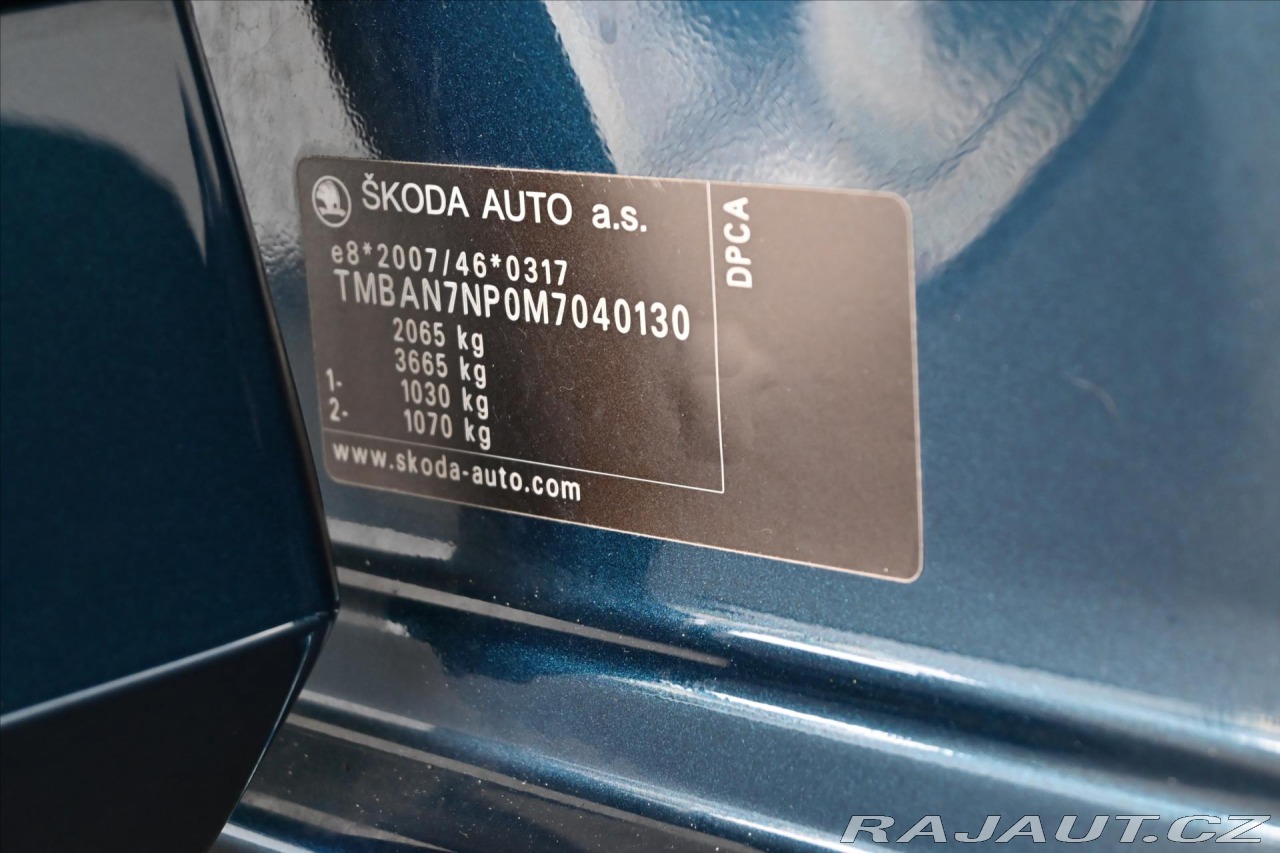 ŠKODA AUTO a.s.
e8*2007/46*0317
TMBAN7NP0M7040130
2065 kg
3665 kg
1- 1030 kg
2- 1070 kg
www.skoda-auto.com
DPCA
RAJAUT.CZ